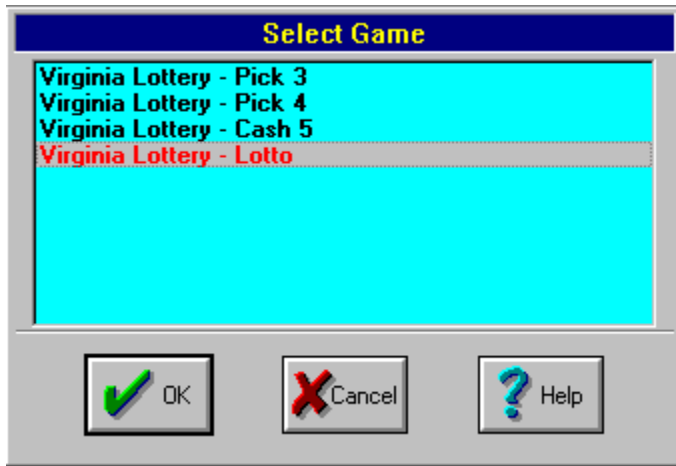 Select Game
Virginia Lottery - Pick 3
Virginia Lottery - Pick 4
Virginia Lottery - Cash 5
Virginia Lottery - Lotto
OK Cancel Help